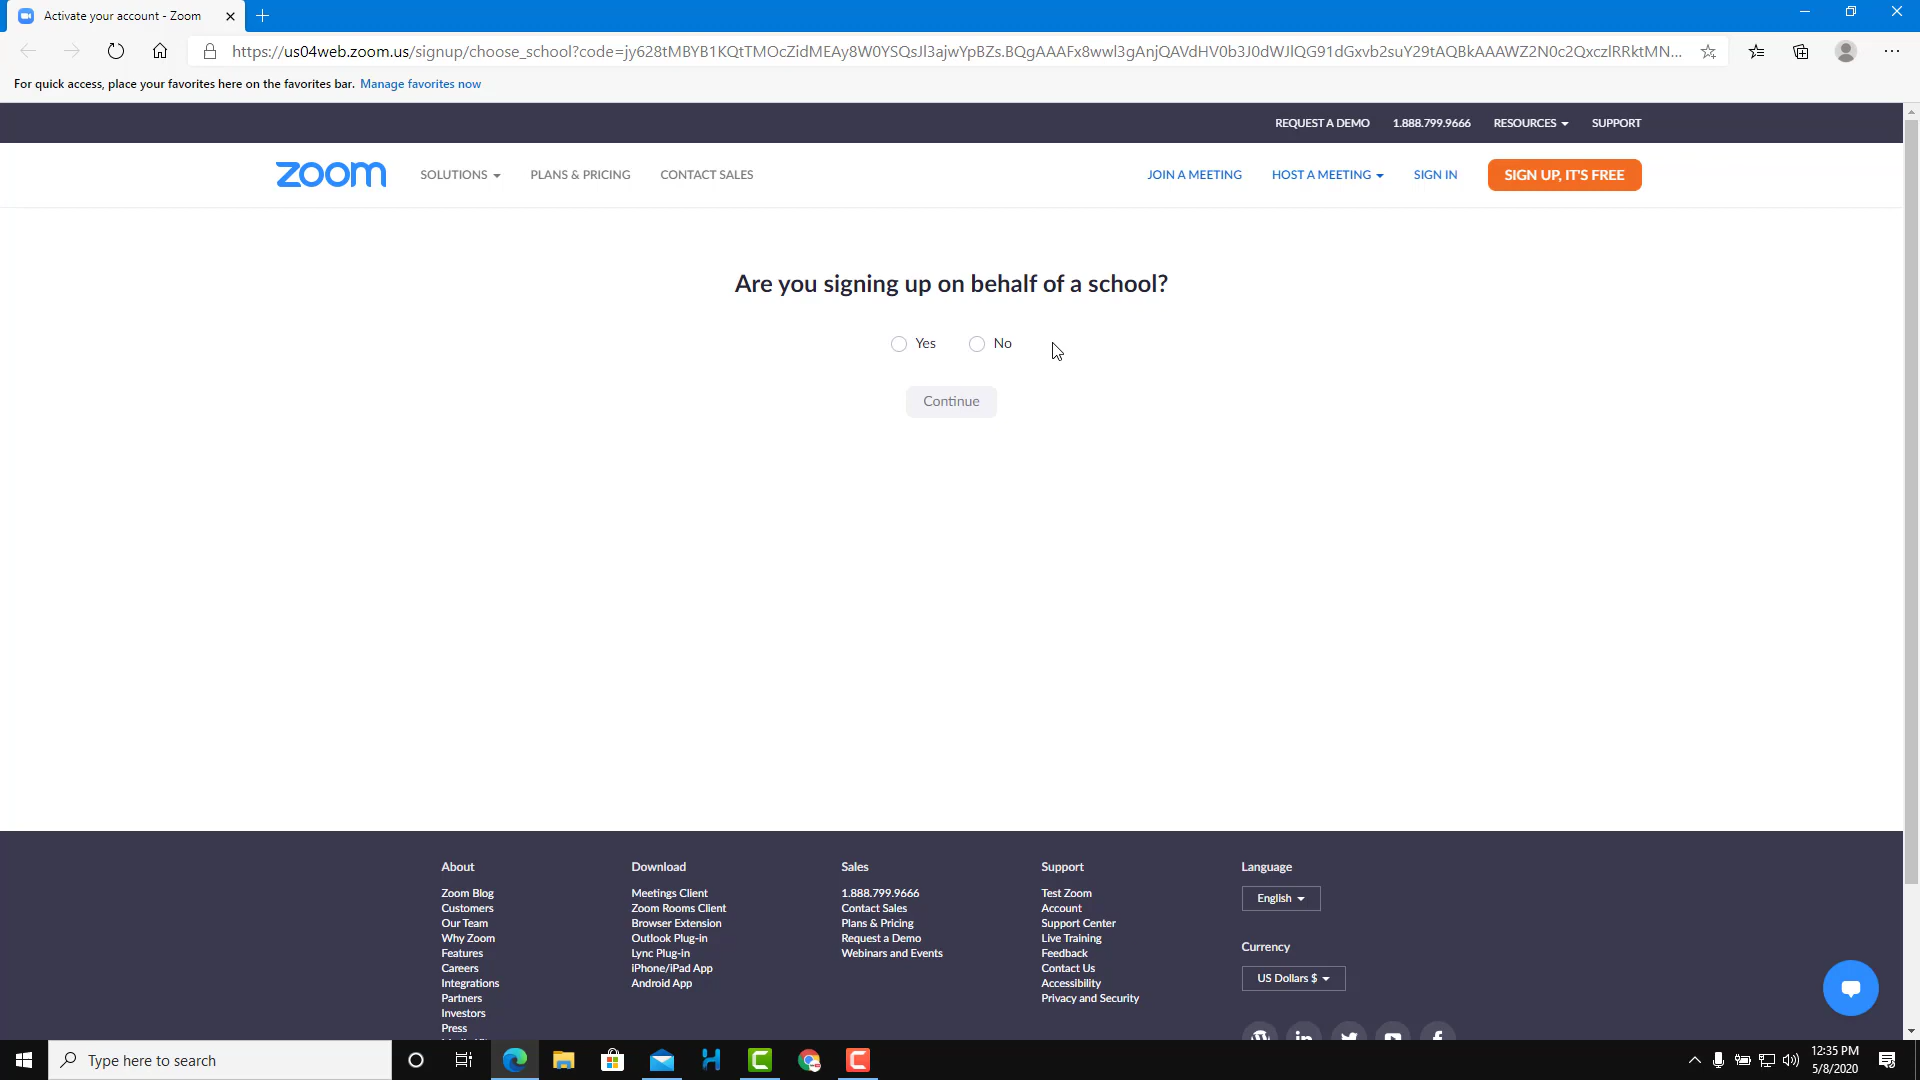 Activate your account - Zoom
https://us04web.zoom.us/signup/choose_school?code=jy628tMBYB1KQtTMOcZidMEAy8W0YSQsJl3ajwYpBZs.BQgAAAFx8wwl3gAnjQAVdHV0b3J0dWJlQG91dGxvb2suY29tAQBkAAAWZ2N0c2QxczlRRktMN...
For quick access, place your favorites here on the favorites bar. Manage favorites now
REQUEST A DEMO 1.888.799.9666 RESOURCES SUPPORT
zoom SOLUTIONS PLANS & PRICING CONTACT SALES JOIN A MEETING HOST A MEETING SIGN IN SIGN UP, IT'S FREE
Are you signing up on behalf of a school?
Yes No
Continue
About
Zoom Blog
Customers
Our Team
Why Zoom
Features
Careers
Integrations
Partners
Investors
Press
Download
Meetings Client
Zoom Rooms Client
Browser Extension
Outlook Plug-in
Lync Plug-in
iPhone/iPad App
Android App
Sales
1.888.799.9666
Contact Sales
Plans & Pricing
Request a Demo
Webinars and Events
Support
Test Zoom
Account
Support Center
Live Training
Feedback
Contact Us
Accessibility
Privacy and Security
Language
English
Currency
US Dollars $
Type here to search
12:35 PM
5/8/2020